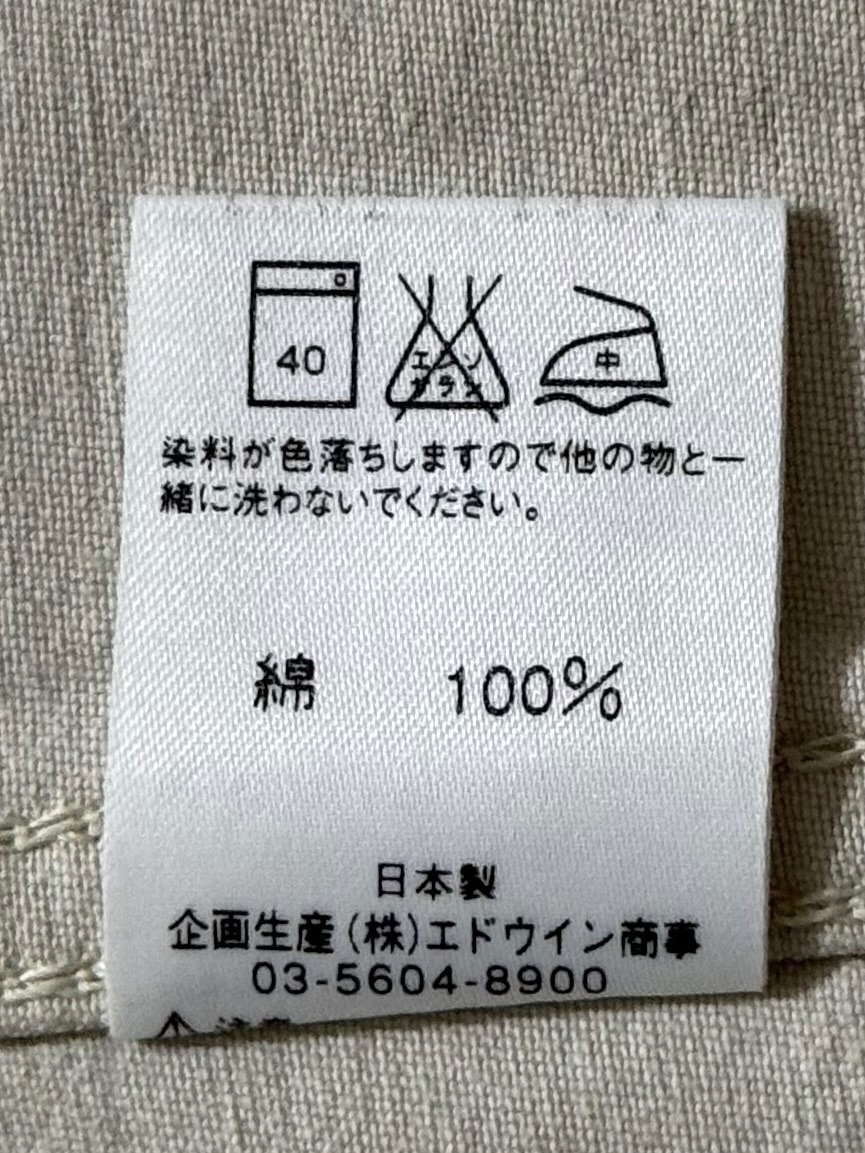 40
エンソ
サラシ
中
染料が色落ちしますので他の物と一
緒に洗わないでください。
綿 100%
日本製
企画生産(株)エドウイン商事
03-5604-8900